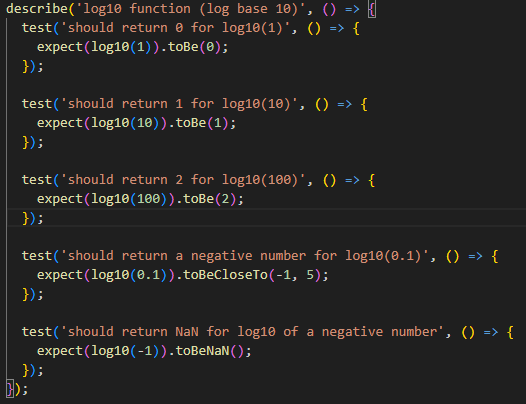 describe('log10 function (log base 10)', () => {
  test('should return 0 for log10(1)', () => {
    expect(log10(1)).toBe(0);
  });

  test('should return 1 for log10(10)', () => {
    expect(log10(10)).toBe(1);
  });

  test('should return 2 for log10(100)', () => {
    expect(log10(100)).toBe(2);
  });

  test('should return a negative number for log10(0.1)', () => {
    expect(log10(0.1)).toBeCloseTo(-1, 5);
  });

  test('should return NaN for log10 of a negative number', () => {
    expect(log10(-1)).toBeNaN();
  });
});